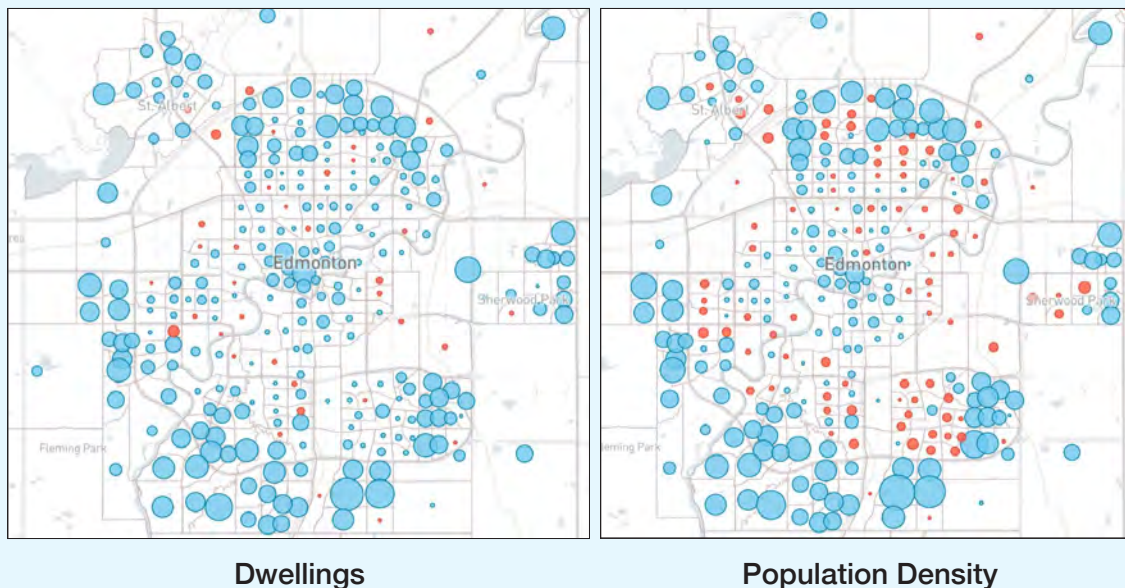 St. Albert
Edmonton
Sherwood Park
Fleming Park
St. Albert
Edmonton
Sherwood Park
Fleming Park
Dwellings
Population Density